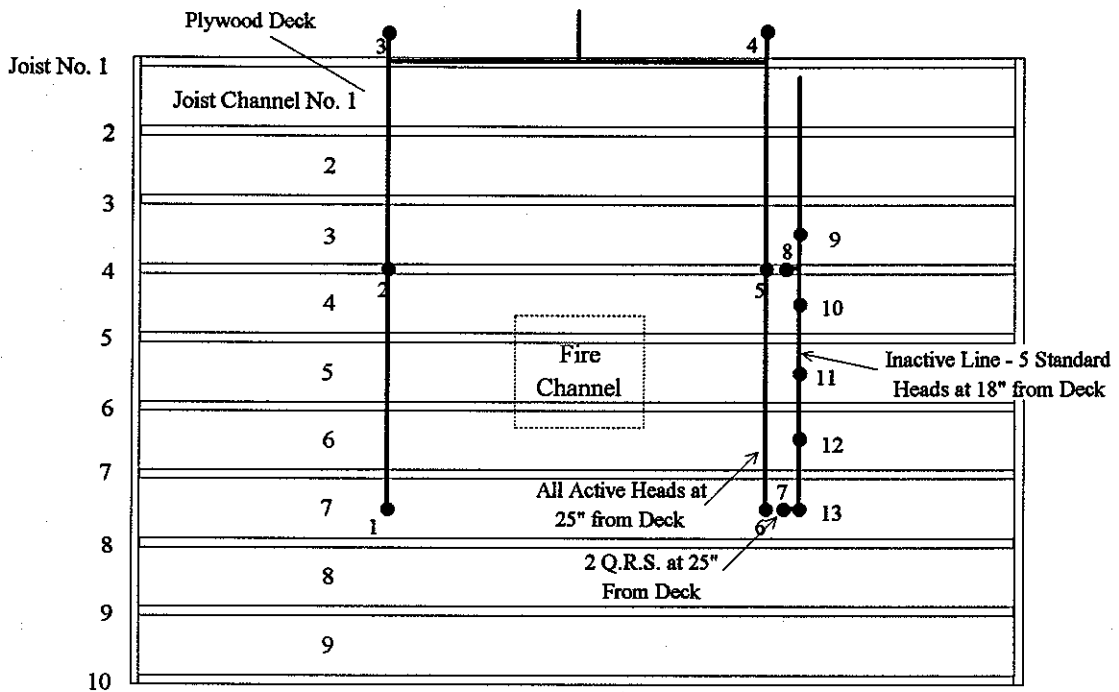 Plywood Deck
3
4
Joist No. 1
Joist Channel No. 1
2
2
3
3
9
8
4
2
5
4
10
5
Fire
Channel
5
11
Inactive Line - 5 Standard
Heads at 18" from Deck
6
6
12
7
All Active Heads at
25" from Deck
7
7
1
6
13
8
2 Q.R.S. at 25"
From Deck
8
9
9
10